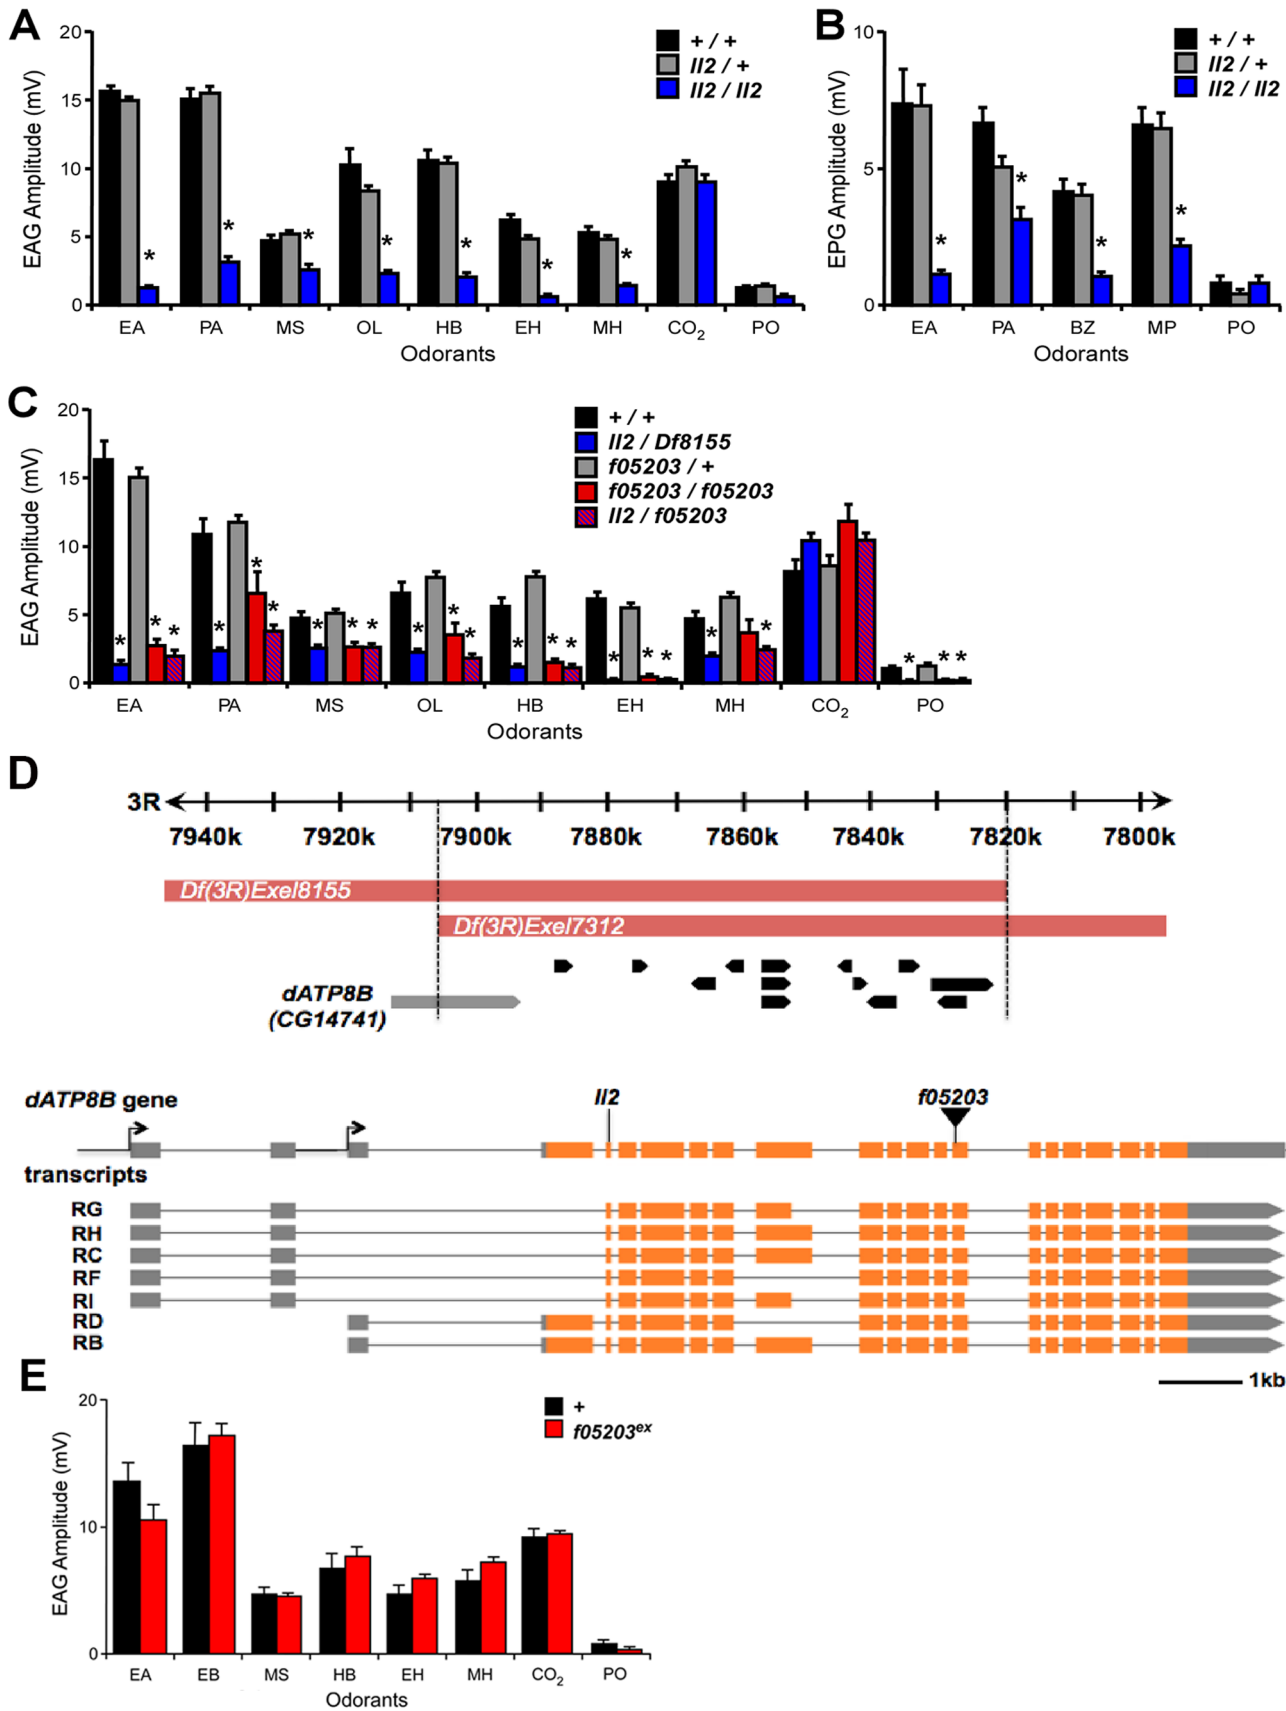 A
EAG Amplitude (mV)
20
15
10
5
0
+ / +
ll2 / +
ll2 / ll2
* * * * * * *
EA PA MS OL HB EH MH CO2 PO
Odorants
B
EPG Amplitude (mV)
10
5
0
+ / +
ll2 / +
ll2 / ll2
* * * *
EA PA BZ MP PO
Odorants
C
EAG Amplitude (mV)
20
15
10
5
0
+ / +
ll2 / Df8155
f05203 / +
f05203 / f05203
ll2 / f05203
* * * * * * * * * * * * * * * * * * * * * * *
EA PA MS OL HB EH MH CO2 PO
Odorants
D
3R
7940k 7920k 7900k 7880k 7860k 7840k 7820k 7800k
Df(3R)Exel8155
Df(3R)Exel7312
dATP8B
(CG14741)
dATP8B gene
ll2
f05203
transcripts
RG
RH
RC
RF
RI
RD
RB
1kb
E
EAG Amplitude (mV)
20
10
0
+
f05203ex
EA EB MS HB EH MH CO2 PO
Odorants